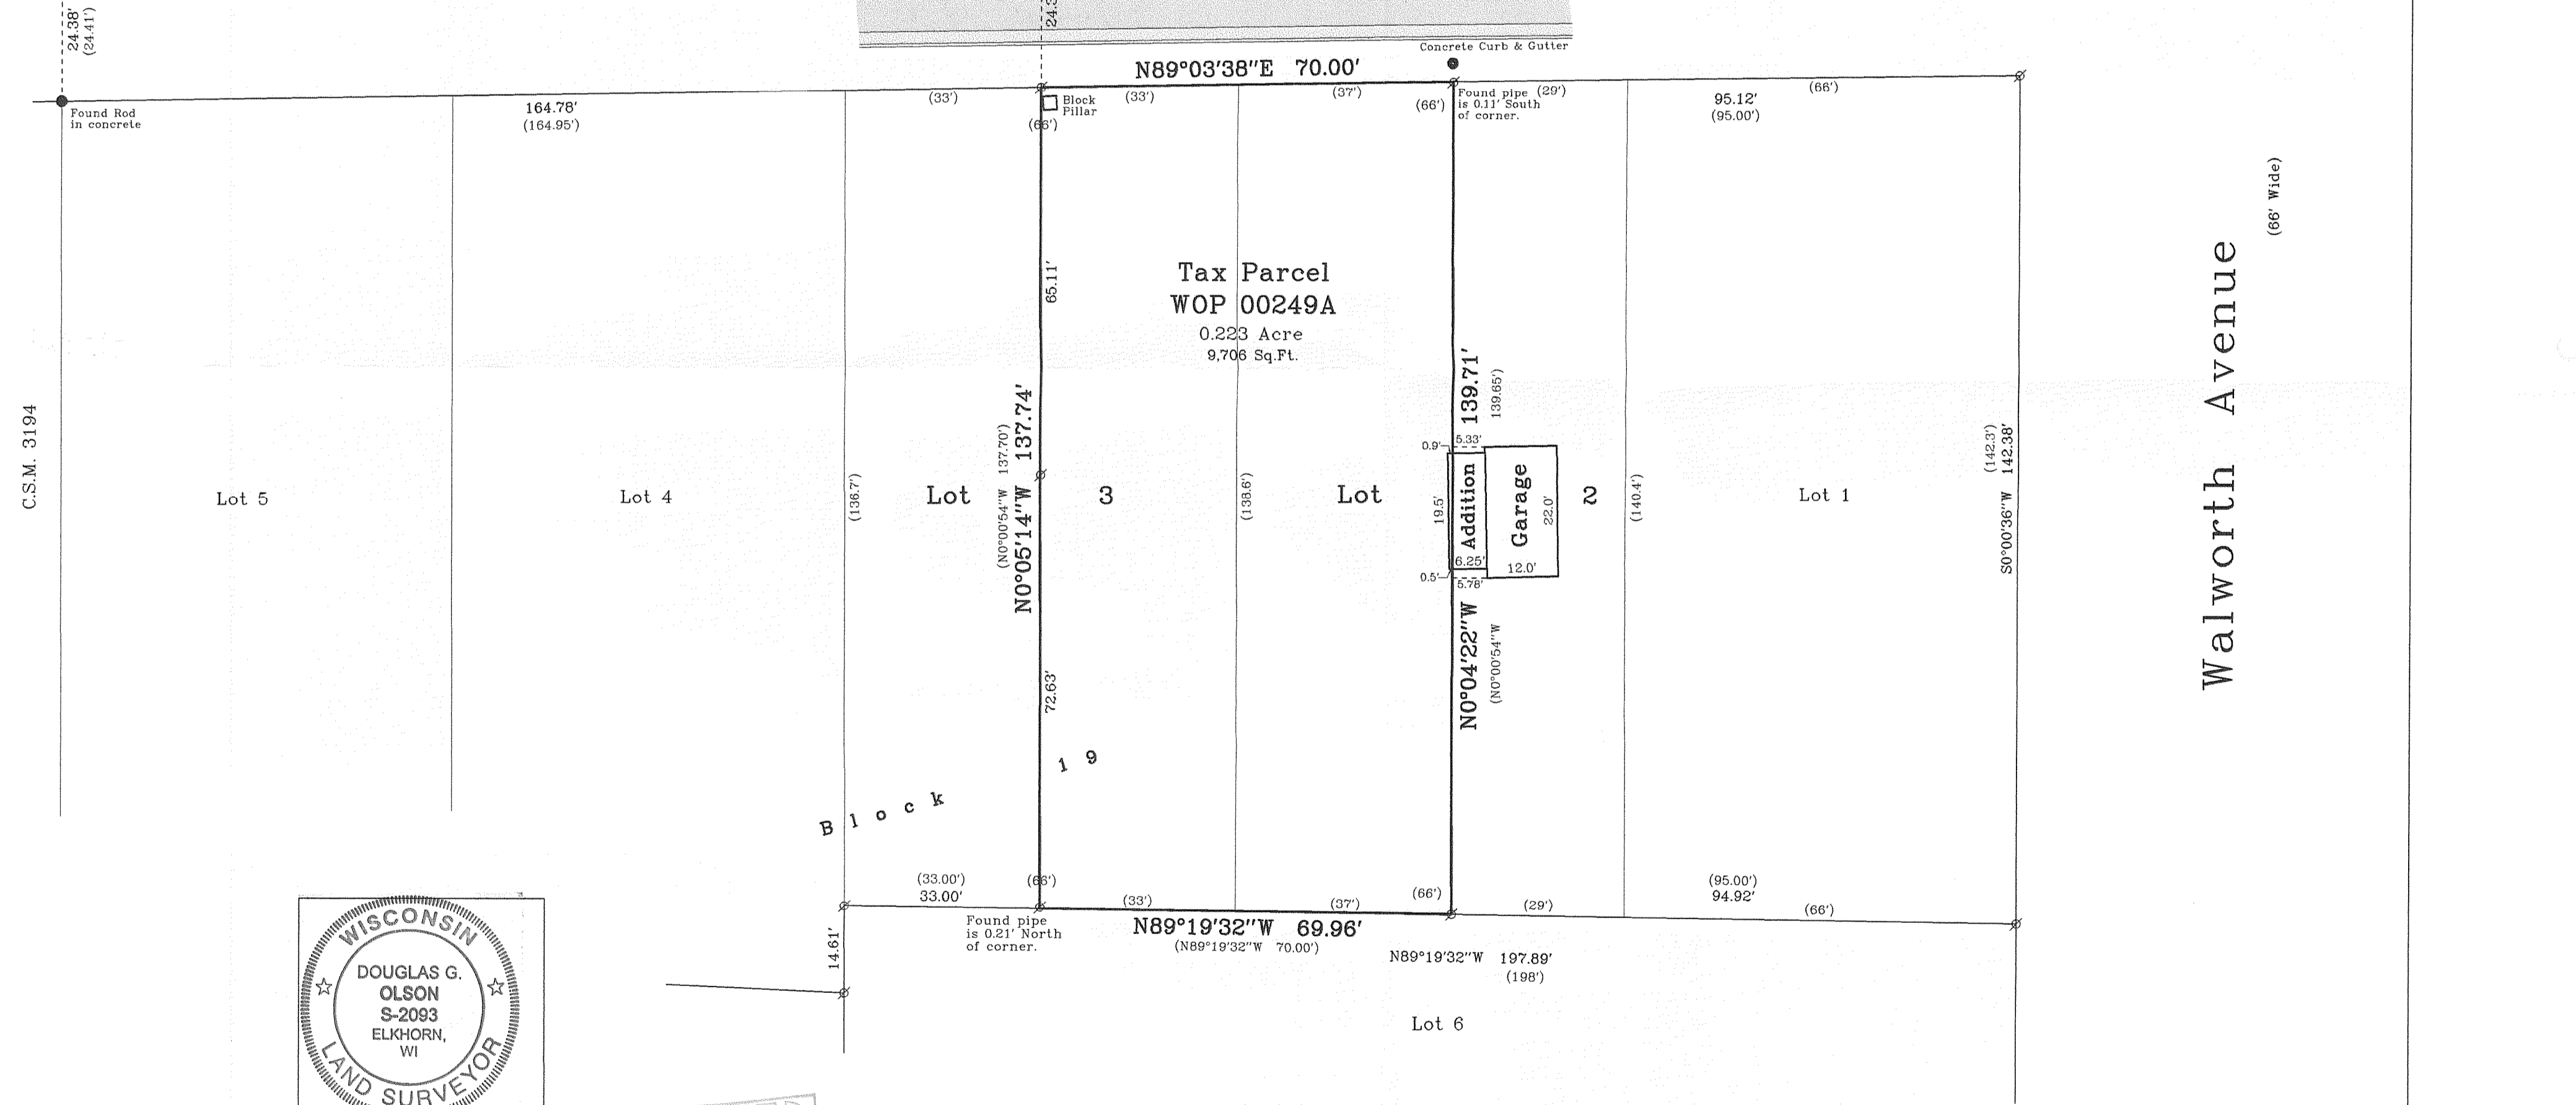 24.38'
(24.41')
24.3
Concrete Curb & Gutter
N89°03'38"E 70.00'
Found Rod
in concrete
164.78'
(164.95')
(33')
Block
Pillar
(66')
(33')
(37')
(66')
Found pipe
is 0.11' South
of corner.
(29')
95.12'
(95.00')
(66')
(66' Wide)
Walworth Avenue
65.11'
Tax Parcel
WOP 00249A
0.223 Acre
9,706 Sq.Ft.
C.S.M. 3194
Lot 5
Lot 4
(136.7')
Lot 3
(N0°00'54"W 137.70')
N0°05'14"W 137.74'
(138.6')
Lot 2
139.71'
139.65')
0.9'
5.33'
19.5'
Addition
Garage
22.0'
6.25'
12.0'
0.5'
5.78'
N0°04'22"W
(N0°00'54"W
(140.4')
Lot 1
(142.3')
S0°00'36"W 142.38'
72.63'
Block 19
(33.00')
33.00'
(66')
(33')
(37')
(66')
(29')
(95.00')
94.92'
(66')
14.61'
Found pipe
is 0.21' North
of corner.
N89°19'32"W 69.96'
(N89°19'32"W 70.00')
N89°19'32"W 197.89'
(198')
Lot 6
WISCONSIN
DOUGLAS G.
OLSON
S-2093
ELKHORN,
WI
LAND SURVEYOR